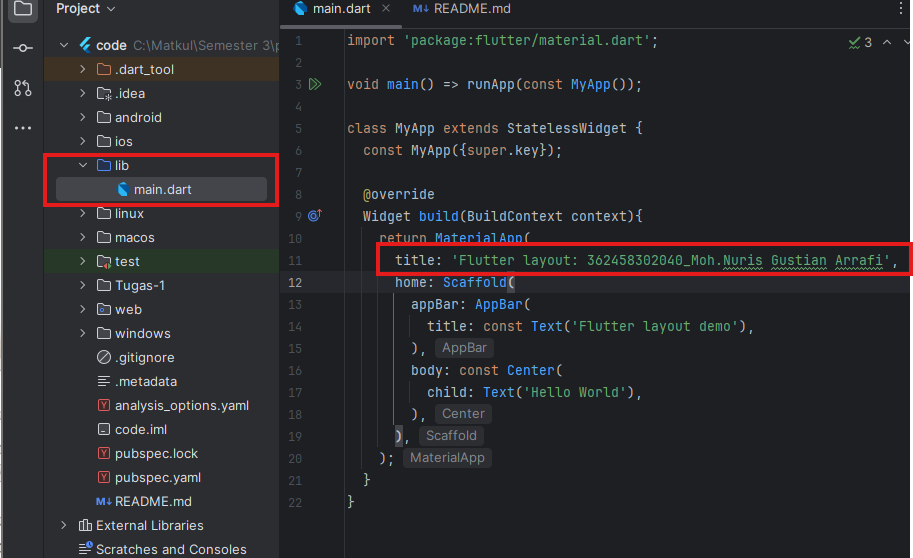 Project
main.dart
README.md
code C:\Matkul\Semester 3\p
.dart_tool
.idea
android
ios
lib
main.dart
linux
macos
test
Tugas-1
web
windows
.gitignore
.metadata
analysis_options.yaml
code.iml
pubspec.lock
pubspec.yaml
README.md
External Libraries
Scratches and Consoles
3
1 import 'package:flutter/material.dart';
2
3 void main() => runApp(const MyApp());
4
5 class MyApp extends StatelessWidget {
6 const MyApp({super.key});
7
8 @override
9 Widget build(BuildContext context){
10 return MaterialApp(
11 title: 'Flutter layout: 362458302040_Moh.Nuris Gustian Arrafi',
12 home: Scaffold(
13 appBar: AppBar(
14 title: const Text('Flutter layout demo'),
15 ), AppBar
16 body: const Center(
17 child: Text('Hello World'),
18 ), Center
19 ), Scaffold
20 ); MaterialApp
21 }
22 }